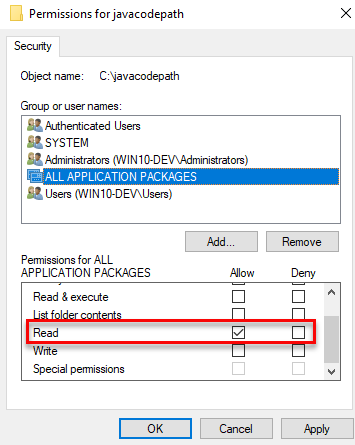 Permissions for javacodepath
Security
Object name: C:\javacodepath
Group or user names:
Authenticated Users
SYSTEM
Administrators (WIN10-DEV\Administrators)
ALL APPLICATION PACKAGES
Users (WIN10-DEV\Users)
Add... Remove
Permissions for ALL
APPLICATION PACKAGES Allow Deny
Read & execute
List folder contents
Read
Write
Special permissions
OK Cancel Apply